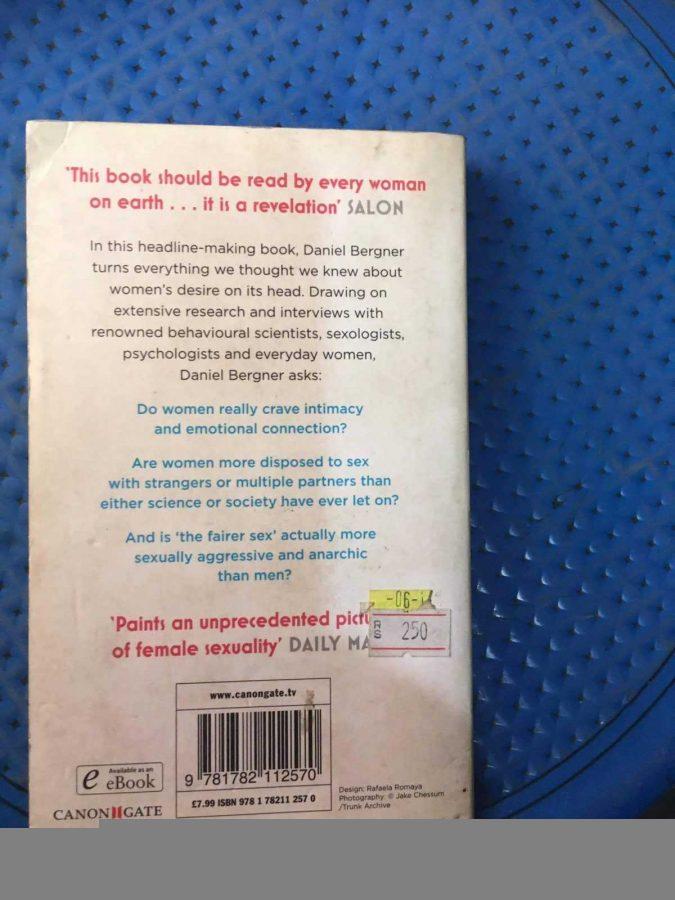 'This book should be read by every woman
on earth . . . it is a revelation' SALON
In this headline-making book, Daniel Bergner
turns everything we thought we knew about
women's desire on its head. Drawing on
extensive research and interviews with
renowned behavioural scientists, sexologists,
psychologists and everyday women,
Daniel Bergner asks:
Do women really crave intimacy
and emotional connection?
Are women more disposed to sex
with strangers or multiple partners than
either science or society have ever let on?
And is 'the fairer sex' actually more
sexually aggressive and anarchic
than men?
'Paints an unprecedented
of female sexuality' DAILY
-06-
RS 250
www.canongate.tv
9 781782 112570
£7.99 ISBN 978 1 78211 257 0
e Available as an
eBook
CANONGATE
Design: Rafaela Romaya
Photography: © Jake Chessum
/Trunk Archive